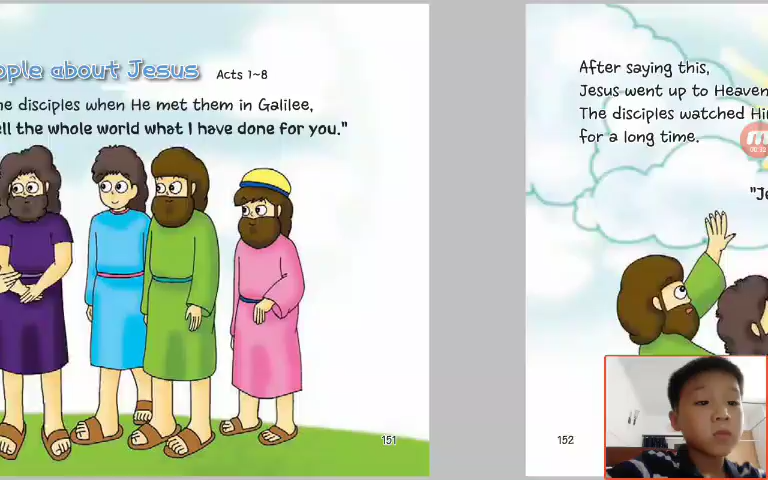 ople about Jesus Acts 1~8
he disciples when He met them in Galilee,
ell the whole world what I have done for you."
151
After saying this,
Jesus went up to Heaven
The disciples watched Hi
for a long time.
"Je
152